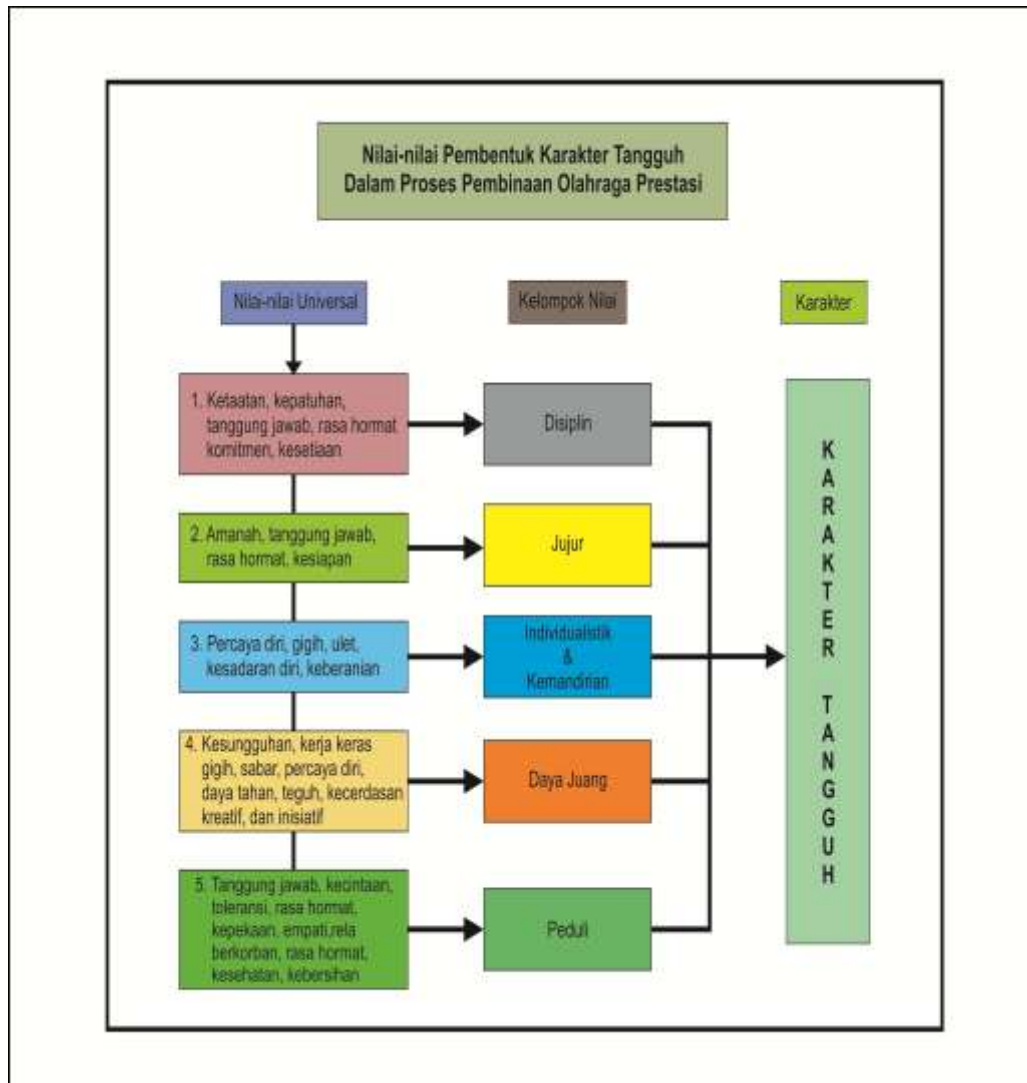 Nilai-nilai Pembentuk Karakter Tangguh
Dalam Proses Pembinaan Olahraga Prestasi
Nilai-nilai Universal
Kelompok Nilai
Karakter
1. Ketaatan, kepatuhan,
tanggung jawab, rasa hormat
komitmen, kesetiaan
Disiplin
2. Amanah, tanggung jawab,
rasa hormat, kesiapan
Jujur
3. Percaya diri, gigih, ulet,
kesadaran diri, keberanian
Individualistik
&
Kemandirian
4. Kesungguhan, kerja keras
gigih, sabar, percaya diri,
daya tahan, teguh, kecerdasan
kreatif, dan inisiatif
Daya Juang
5. Tanggung jawab, kecintaan,
toleransi, rasa hormat,
kepekaan, empati,rela
berkorban, rasa hormat,
kesehatan, kebersihan
Peduli
KARAKTER TANGGUH